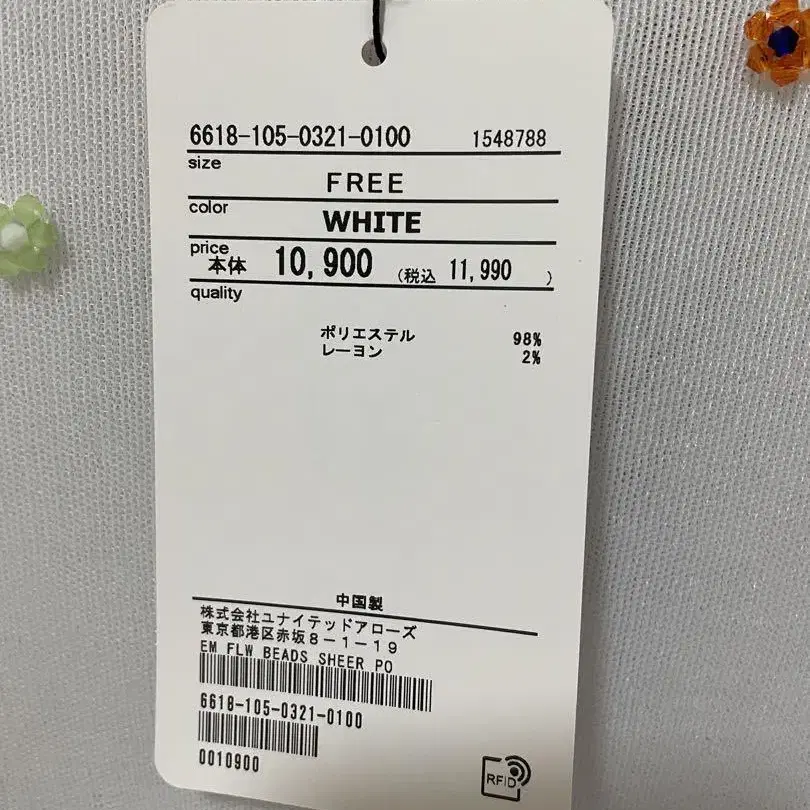 6618-105-0321-0100 1548788
size
FREE
color
WHITE
price
本体 10,900 (税込 11,990 )
quality
ポリエステル 98%
レーヨン 2%
中国製
株式会社ユナイテッドアローズ
東京都港区赤坂8-1-19
EM FLW BEADS SHEER PO
6618-105-0321-0100
0010900
RFID